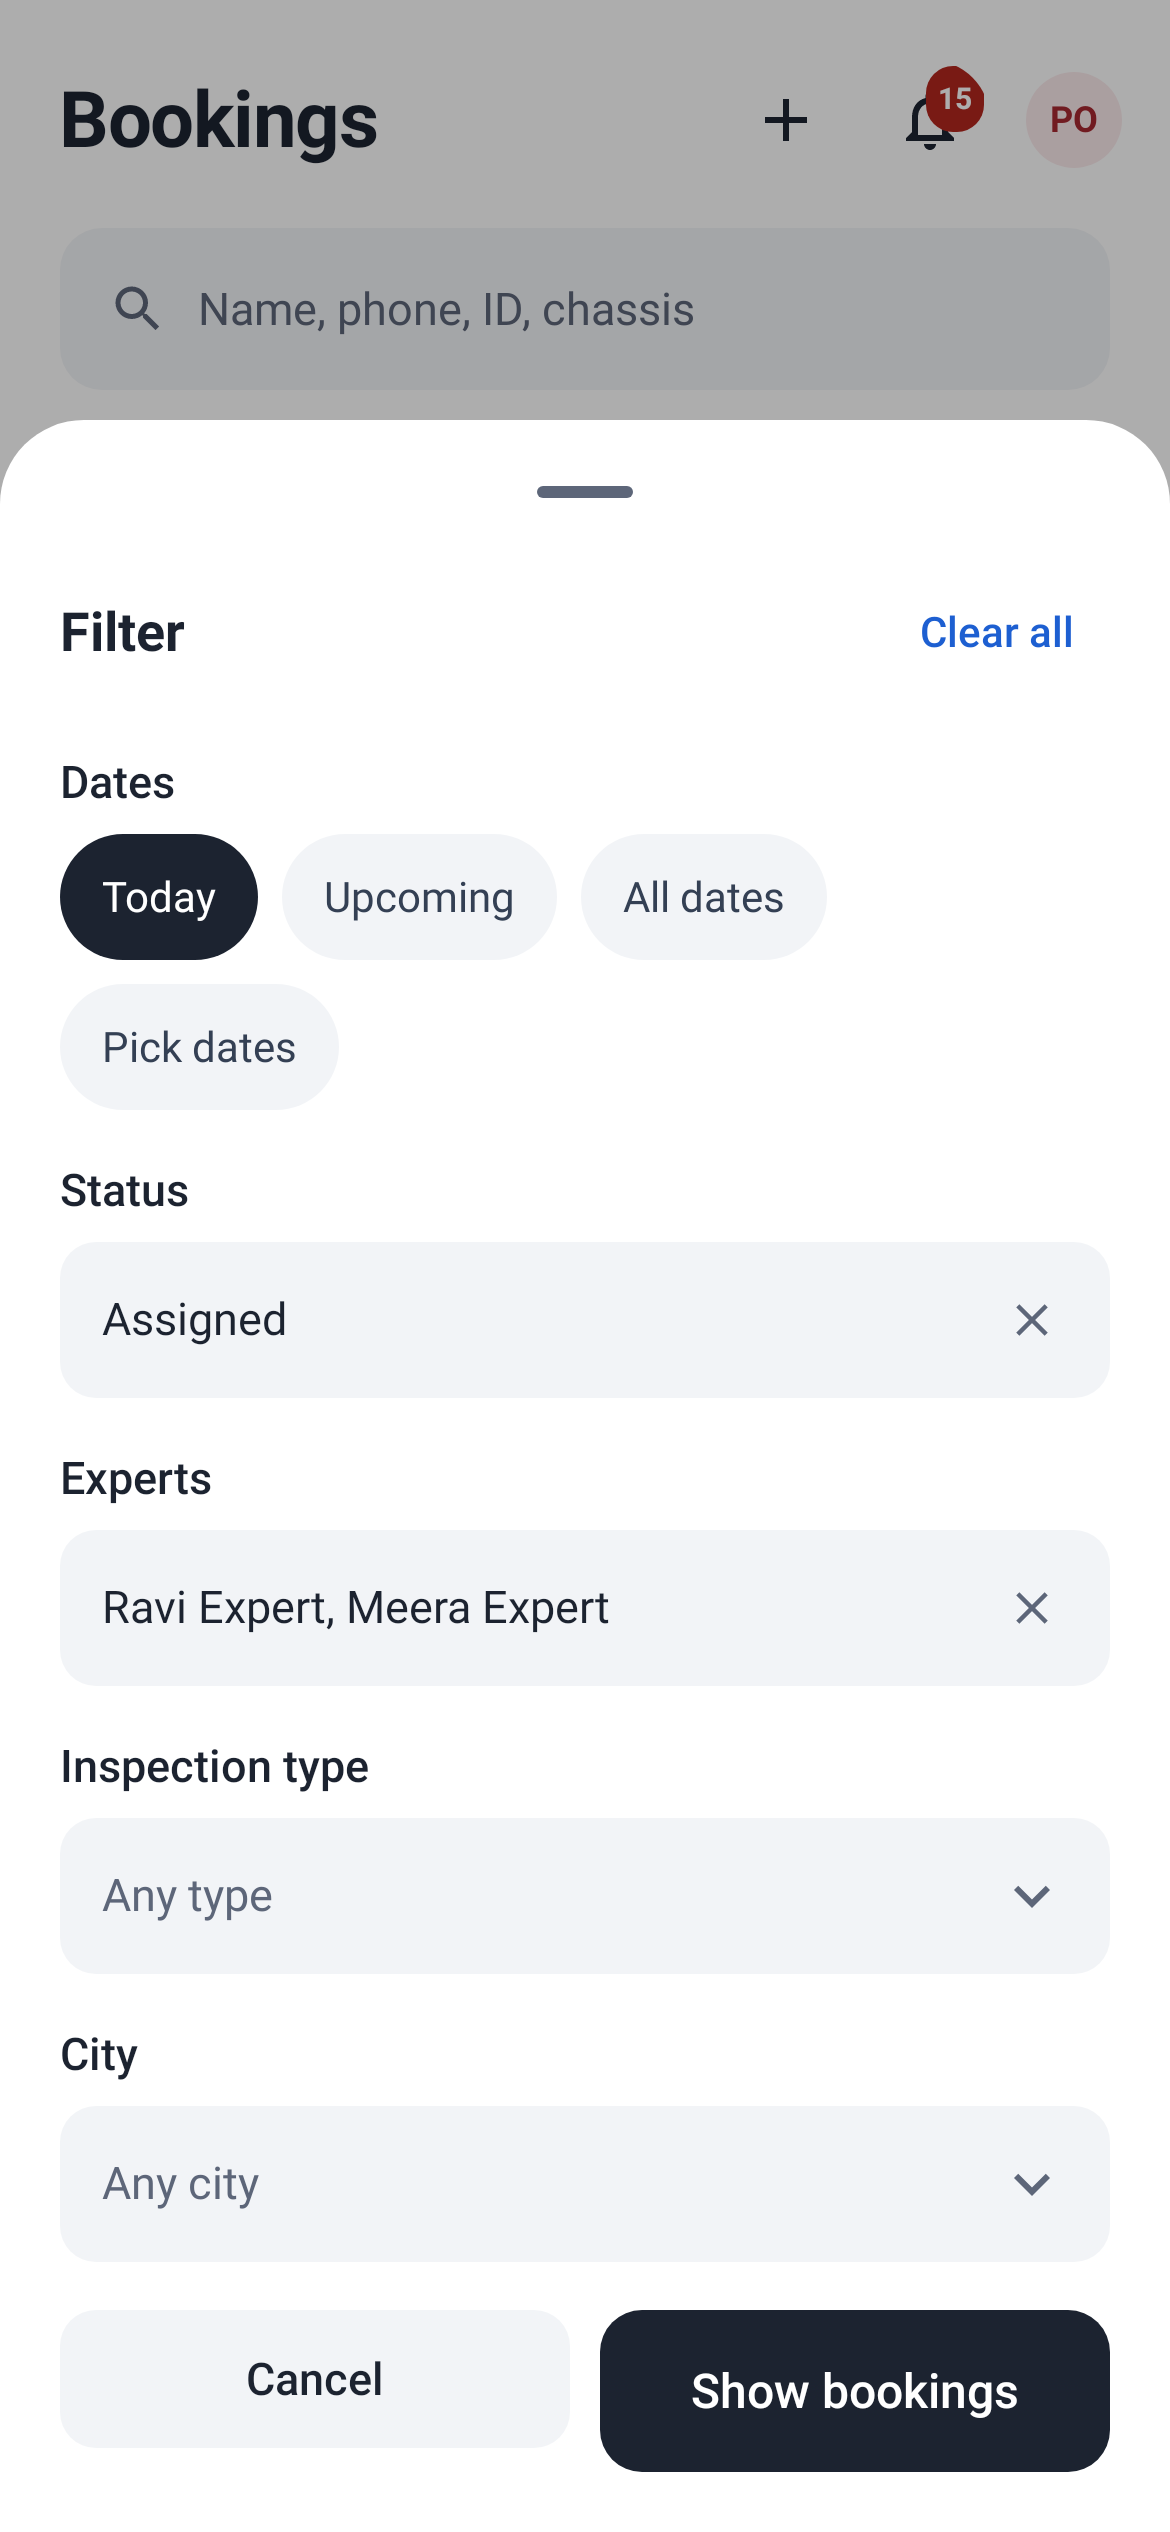 Bookings
15
PO
Name, phone, ID, chassis
Filter
Clear all
Dates
Today
Upcoming
All dates
Pick dates
Status
Assigned
Experts
Ravi Expert, Meera Expert
Inspection type
Any type
City
Any city
Cancel
Show bookings